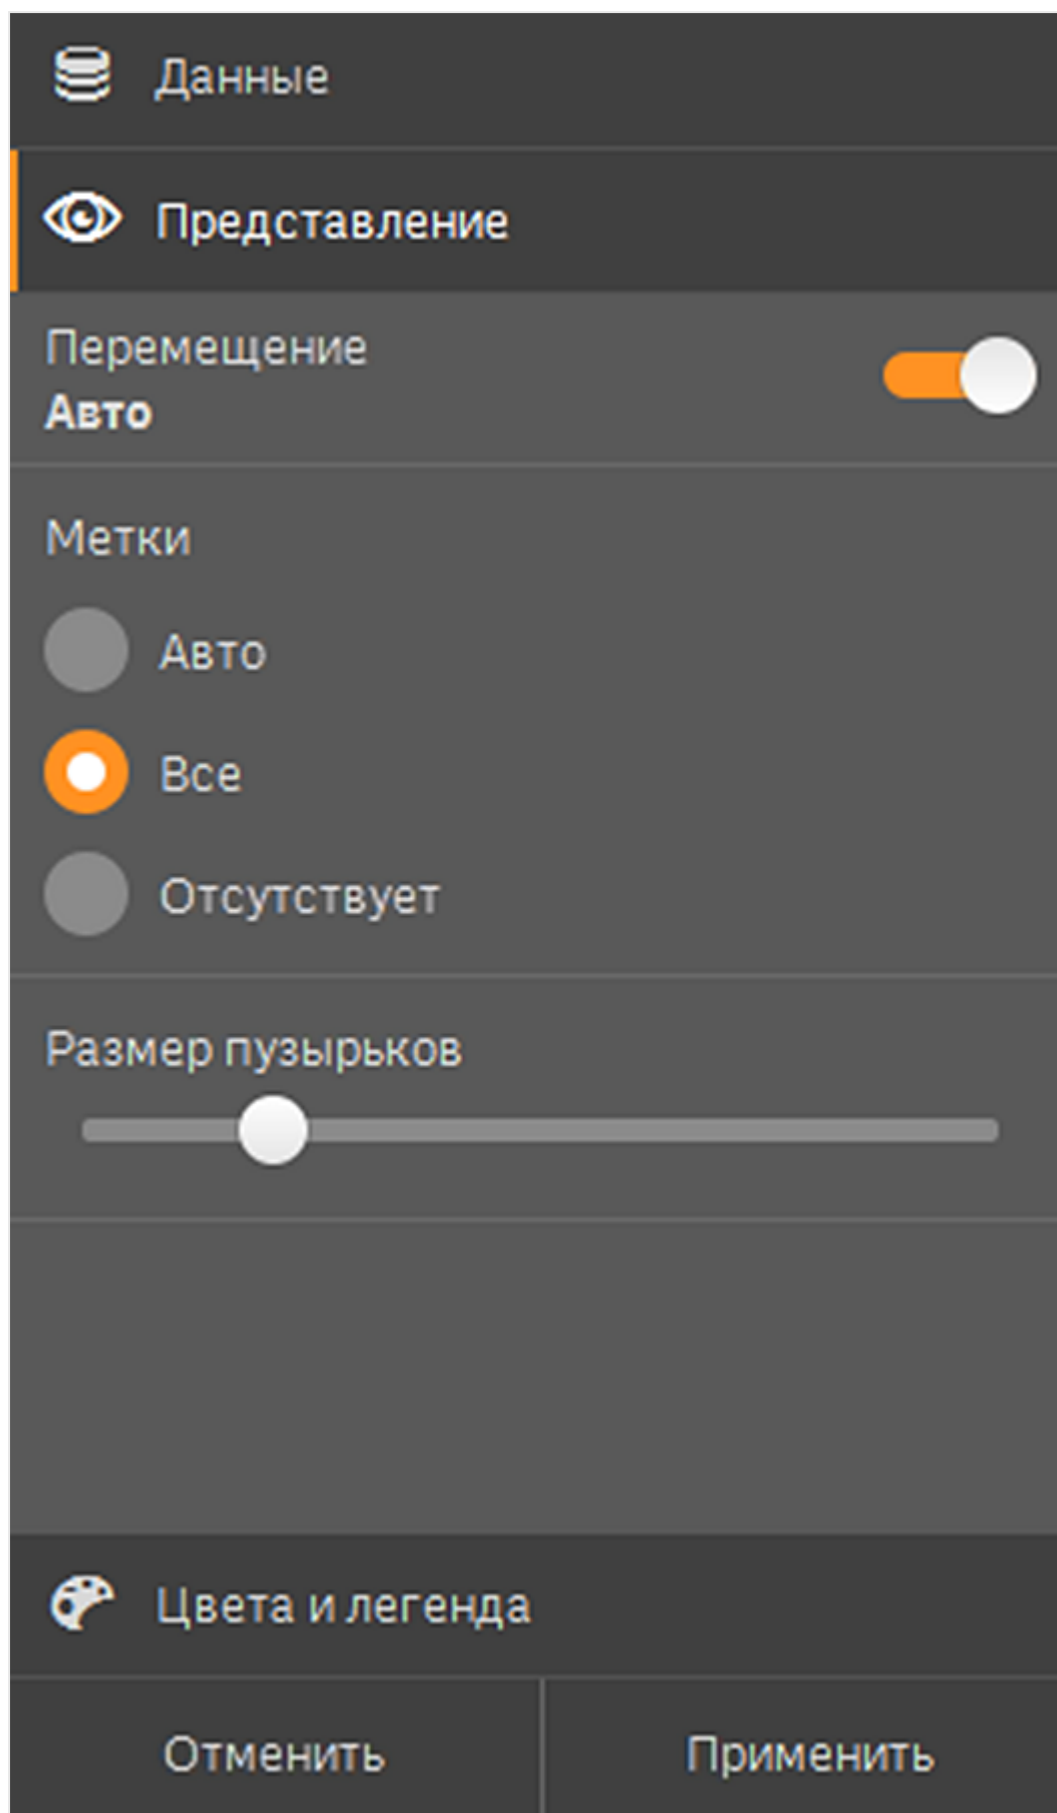 Данные
Представление
Перемещение
Авто
Метки
Авто
Все
Отсутствует
Размер пузырьков
Цвета и легенда
Отменить
Применить